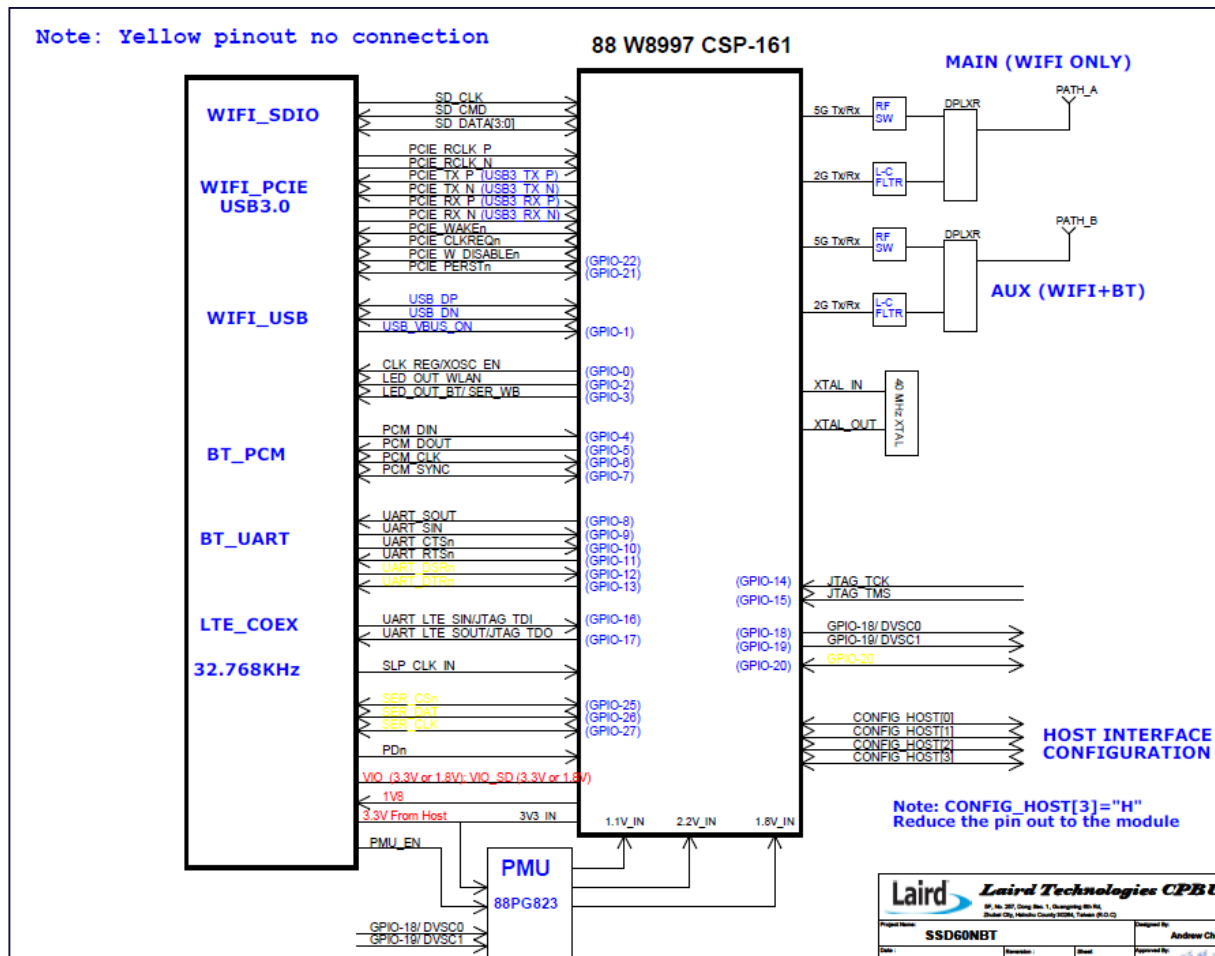 Note: Yellow pinout no connection
88 W8997 CSP-161
MAIN (WIFI ONLY)
PATH_A
WIFI_SDIO
SD_CLK
SD_CMD
SD_DATA[3:0]
5G Tx/Rx
RF
SW
DPLXR
WIFI_PCIE
USB3.0
PCIE_RCLK_P
PCIE_RCLK_N
PCIE_TX_P (USB3_TX_P)
PCIE_TX_N (USB3_TX_N)
PCIE_RX_P (USB3_RX_P)
PCIE_RX_N (USB3_RX_N)
PCIE_WAKEn
PCIE_CLKREQn
PCIE_W_DISABLEn
PCIE_PERSTn
(GPIO-22)
(GPIO-21)
2G Tx/Rx
L-C
FLTR
PATH_B
5G Tx/Rx
RF
SW
DPLXR
AUX (WIFI+BT)
2G Tx/Rx
L-C
FLTR
WIFI_USB
USB_DP
USB_DN
USB_VBUS_ON
(GPIO-1)
CLK_REG/XOSC_EN
LED_OUT_WLAN
LED_OUT_BT/ SER_WB
(GPIO-0)
(GPIO-2)
(GPIO-3)
XTAL_IN
XTAL_OUT
40 MHz XTAL
BT_PCM
PCM_DIN
PCM_DOUT
PCM_CLK
PCM_SYNC
(GPIO-4)
(GPIO-5)
(GPIO-6)
(GPIO-7)
BT_UART
UART_SOUT
UART_SIN
UART_CTSn
UART_RTSn
UART_DSRn
UART_DTRn
(GPIO-8)
(GPIO-9)
(GPIO-10)
(GPIO-11)
(GPIO-12)
(GPIO-13)
(GPIO-14)
(GPIO-15)
JTAG_TCK
JTAG_TMS
LTE_COEX
UART_LTE_SIN/JTAG_TDI
UART_LTE_SOUT/JTAG_TDO
(GPIO-16)
(GPIO-17)
(GPIO-18)
(GPIO-19)
(GPIO-20)
GPIO-18/ DVSC0
GPIO-19/ DVSC1
GPIO-20
32.768KHz
SLP_CLK_IN
SER_CSn
SER_DAT
SER_CLK
(GPIO-25)
(GPIO-26)
(GPIO-27)
CONFIG_HOST[0]
CONFIG_HOST[1]
CONFIG_HOST[2]
CONFIG_HOST[3]
HOST INTERFACE
CONFIGURATION
PDn
VIO (3.3V or 1.8V); VIO_SD (3.3V or 1.8V)
1V8
3.3V From Host
3V3_IN
1.1V_IN
2.2V_IN
1.8V_IN
Note: CONFIG_HOST[3]="H"
Reduce the pin out to the module
PMU_EN
PMU
88PG823
GPIO-18/ DVSC0
GPIO-19/ DVSC1
Laird
Laird Technologies CPBU
Project Name:
SSD60NBT
Designed By:
Andrew Ch
Date :
Reversion :
Sheet
Approved By: